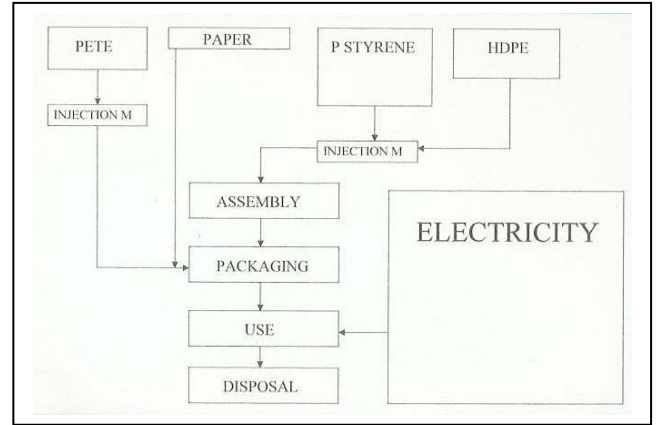 PETE
PAPER
P STYRENE
HDPE
INJECTION M
INJECTION M
ASSEMBLY
ELECTRICITY
PACKAGING
USE
DISPOSAL